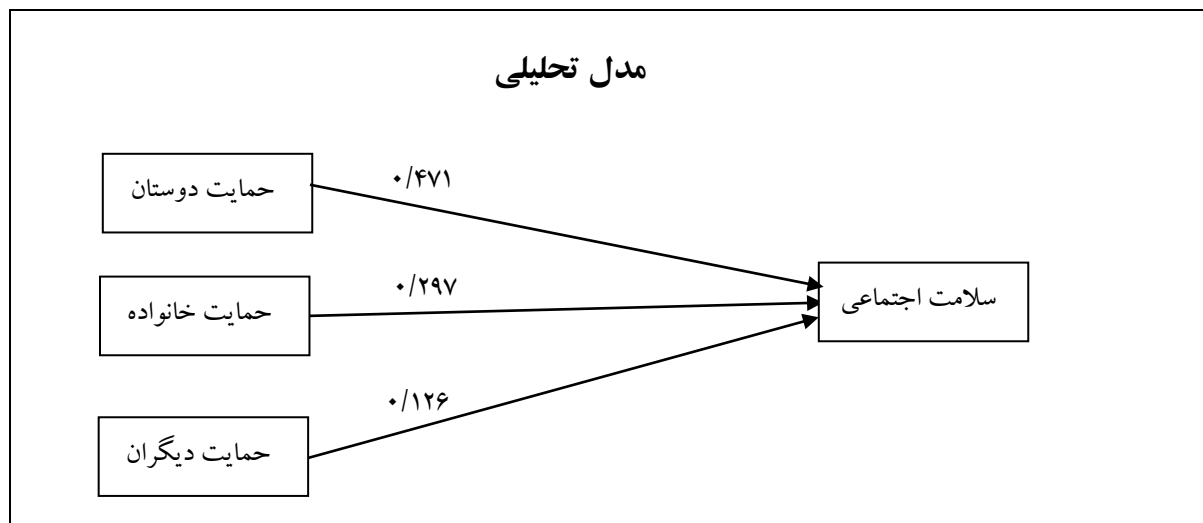 مدل تحلیلی
حمایت دوستان
۰/۴۷۱
حمایت خانواده
۰/۲۹۷
سلامت اجتماعی
حمایت دیگران
۰/۱۲۶